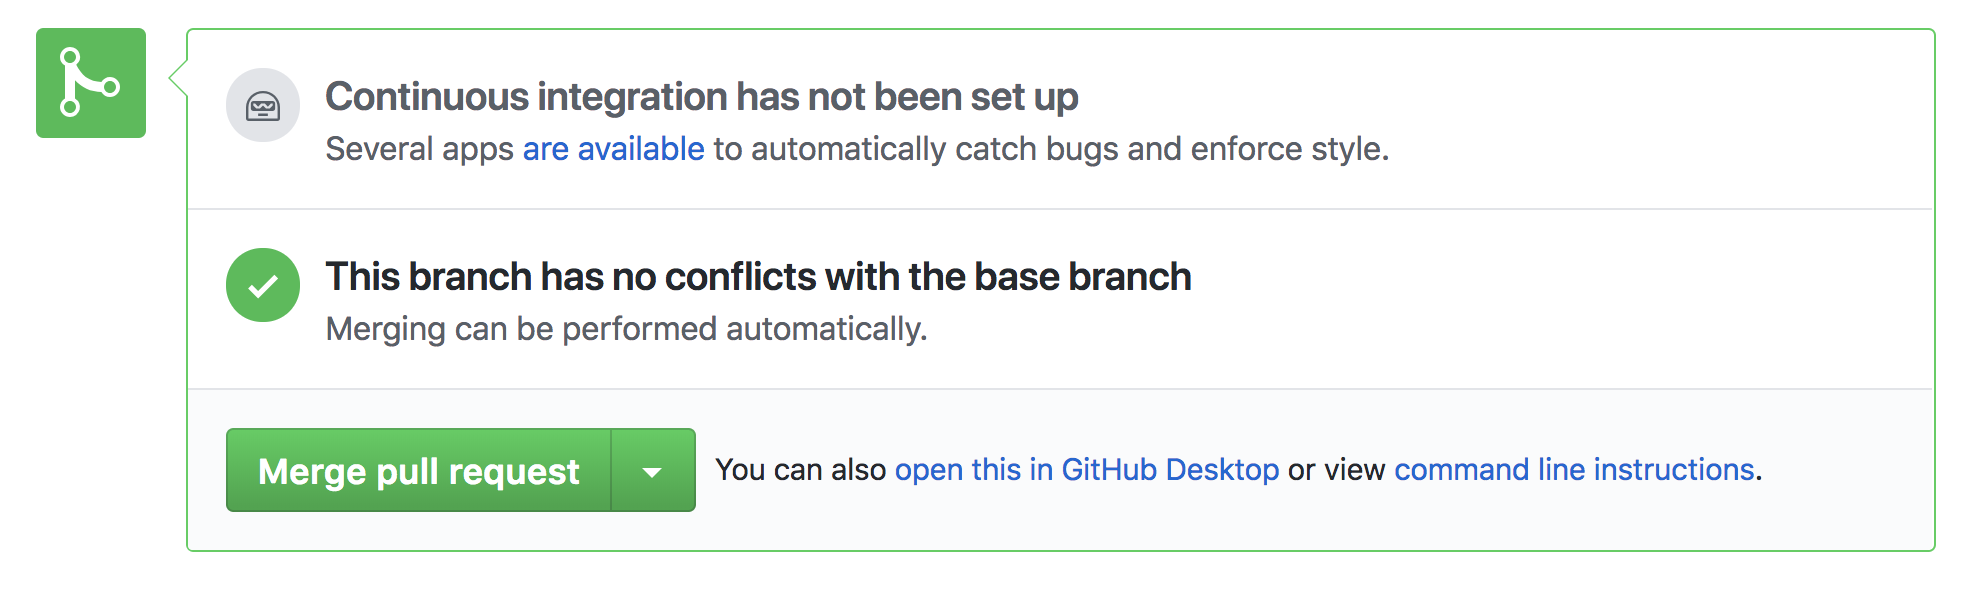 Continuous integration has not been set up
Several apps are available to automatically catch bugs and enforce style.
This branch has no conflicts with the base branch
Merging can be performed automatically.
Merge pull request You can also open this in GitHub Desktop or view command line instructions.